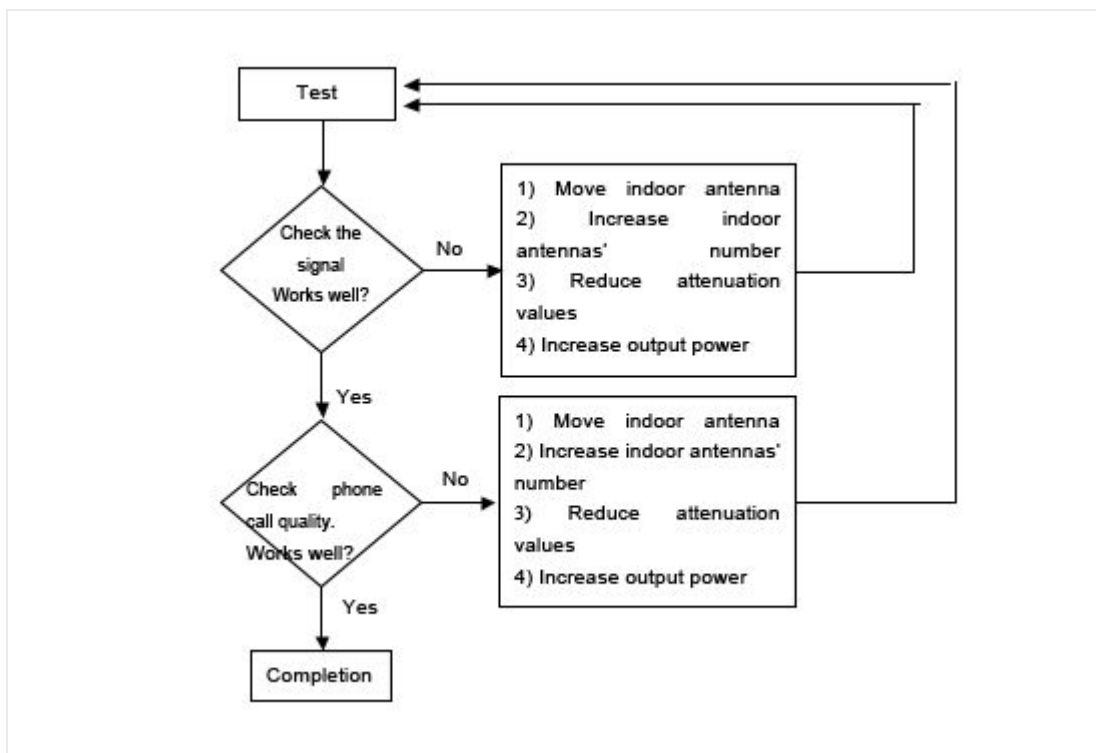 Test
Check the
signal
Works well?
No
1) Move indoor antenna
2) Increase indoor
antennas' number
3) Reduce attenuation
values
4) Increase output power
Yes
Check phone
call quality.
Works well?
No
1) Move indoor antenna
2) Increase indoor antennas'
number
3) Reduce attenuation
values
4) Increase output power
Yes
Completion